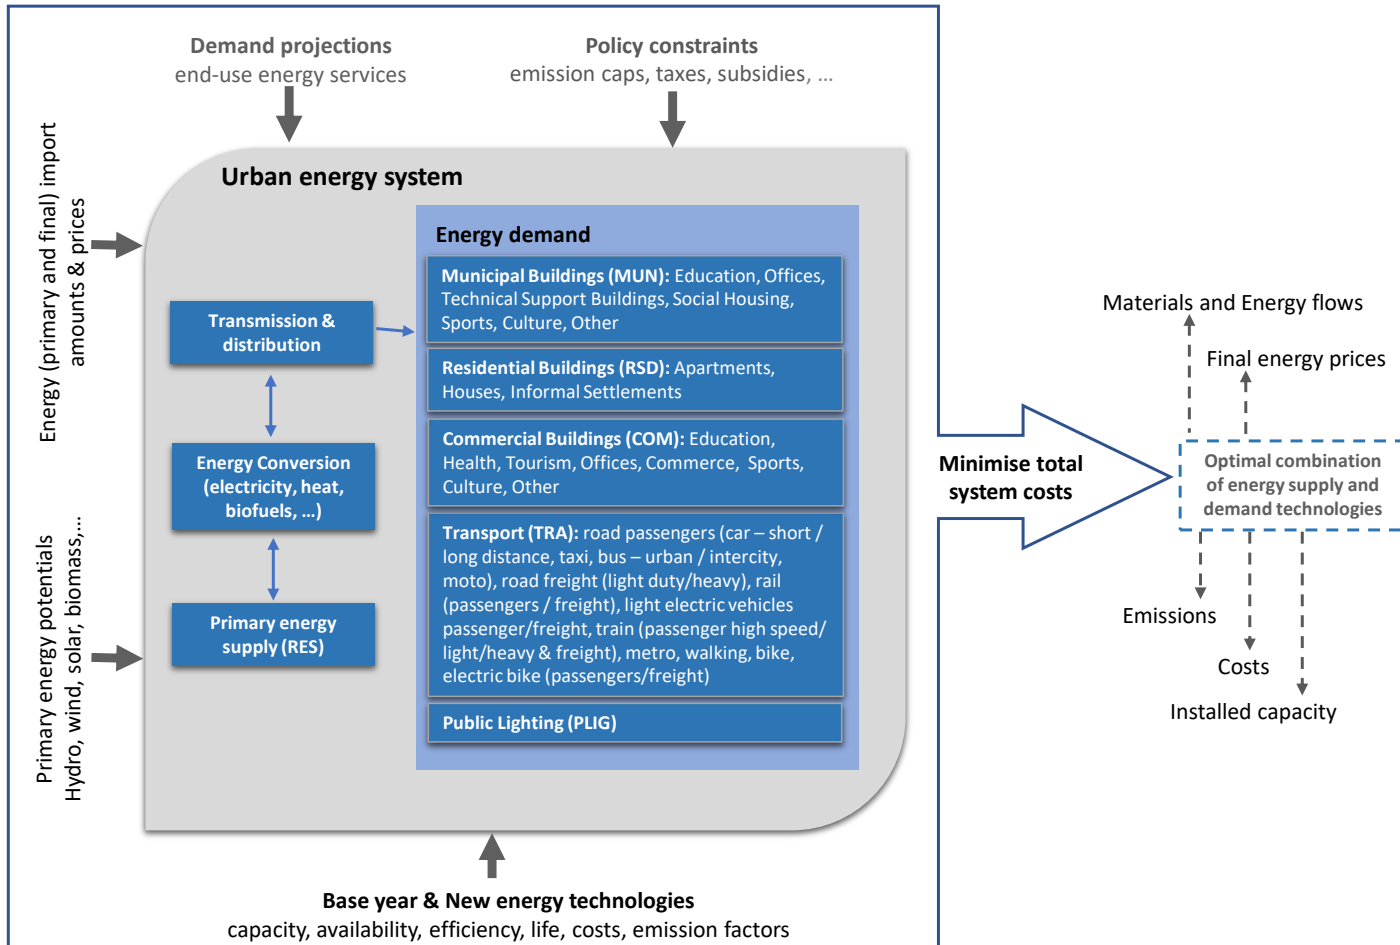 Demand projections
end-use energy services
Policy constraints
emission caps, taxes, subsidies, ...
Energy (primary and final) import
amounts & prices
Primary energy potentials
Hydro, wind, solar, biomass,...
Urban energy system
Transmission &
distribution
Energy Conversion
(electricity, heat,
biofuels, ...)
Primary energy
supply (RES)
Energy demand
Municipal Buildings (MUN): Education, Offices,
Technical Support Buildings, Social Housing,
Sports, Culture, Other
Residential Buildings (RSD): Apartments,
Houses, Informal Settlements
Commercial Buildings (COM): Education,
Health, Tourism, Offices, Commerce, Sports,
Culture, Other
Transport (TRA): road passengers (car – short /
long distance, taxi, bus – urban / intercity,
moto), road freight (light duty/heavy), rail
(passengers / freight), light electric vehicles
passenger/freight, train (passenger high speed/
light/heavy & freight), metro, walking, bike,
electric bike (passengers/freight)
Public Lighting (PLIG)
Base year & New energy technologies
capacity, availability, efficiency, life, costs, emission factors
Minimise total
system costs
Materials and Energy flows
Final energy prices
Optimal combination
of energy supply and
demand technologies
Emissions
Costs
Installed capacity